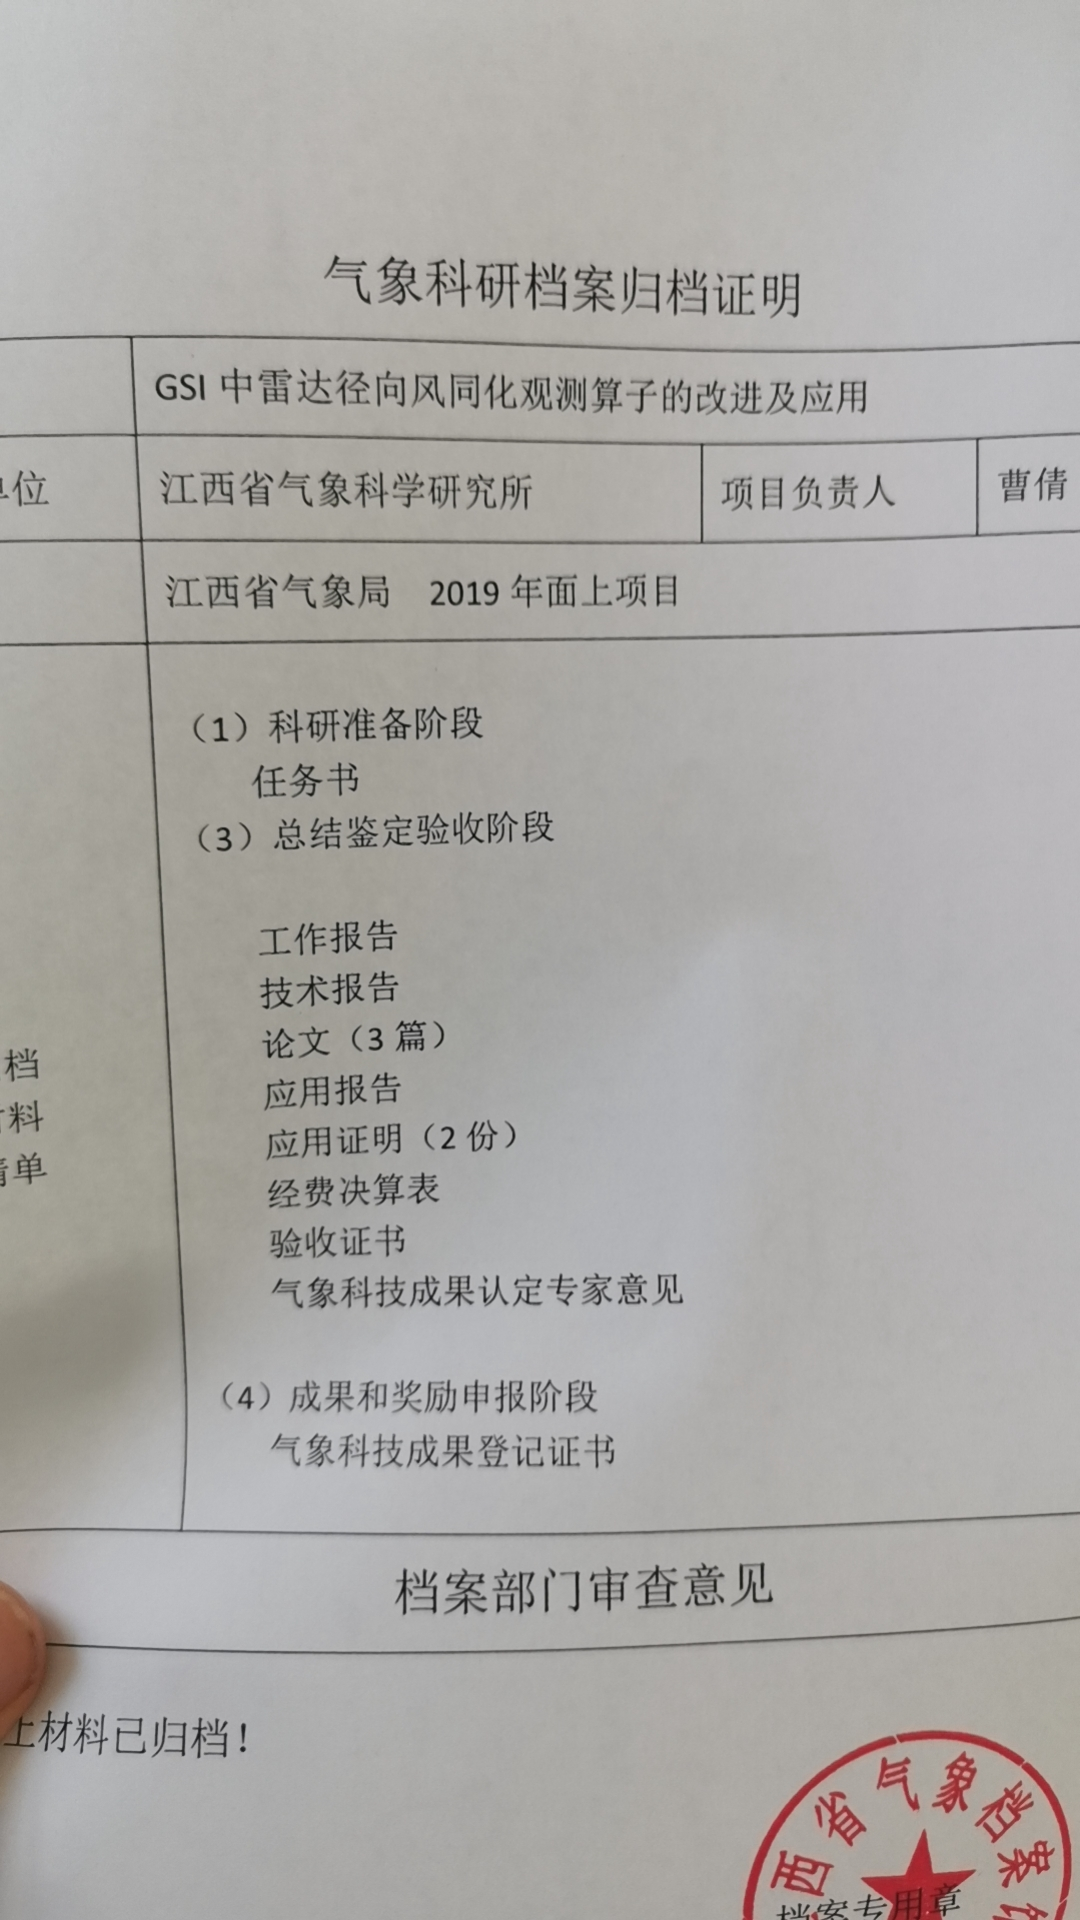 气象科研档案归档证明
GSI 中雷达径向风同化观测算子的改进及应用
单位 江西省气象科学研究所 项目负责人 曹倩
江西省气象局 2019 年面上项目
（1）科研准备阶段
任务书
（3）总结鉴定验收阶段
工作报告
技术报告
论文（3 篇）
应用报告
应用证明（2 份）
经费决算表
验收证书
气象科技成果认定专家意见
档
材料
清单
（4）成果和奖励申报阶段
气象科技成果登记证书
档案部门审查意见
上材料已归档！
西省气象档案
档案专用章